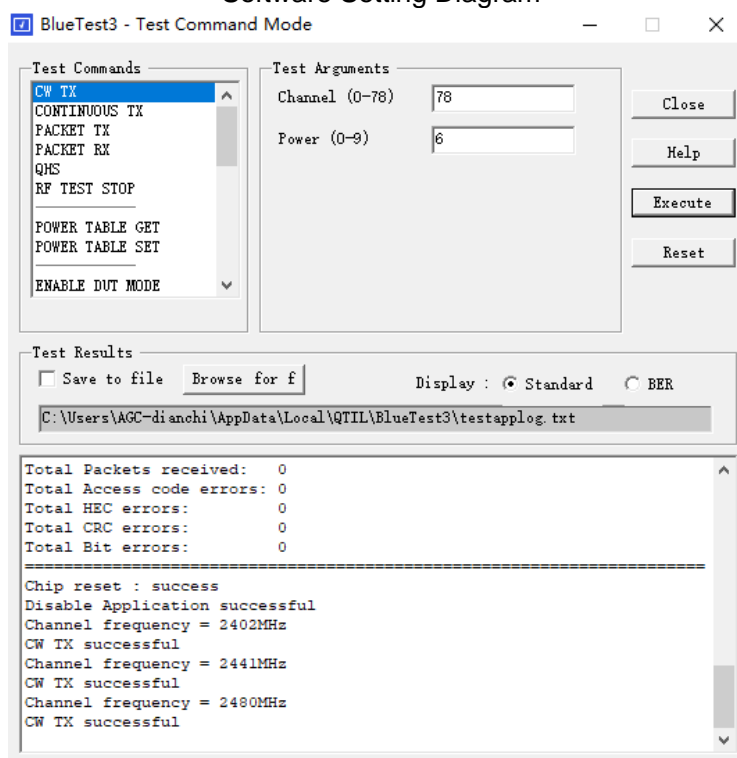 Software Setting Diagram
BlueTest3 - Test Command Mode
Test Commands
CW TX
CONTINUOUS TX
PACKET TX
PACKET RX
QHS
RF TEST STOP
POWER TABLE GET
POWER TABLE SET
ENABLE DUT MODE
Test Arguments
Channel (0-78) 78
Power (0-9) 6
Close
Help
Execute
Reset
Test Results
Save to file Browse for f Display : Standard BER
C:\Users\AGC-dianchi\AppData\Local\QTIL\BlueTest3\testapplog.txt
Total Packets received: 0
Total Access code errors: 0
Total HEC errors: 0
Total CRC errors: 0
Total Bit errors: 0
======================================================================
Chip reset : success
Disable Application successful
Channel frequency = 2402MHz
CW TX successful
Channel frequency = 2441MHz
CW TX successful
Channel frequency = 2480MHz
CW TX successful